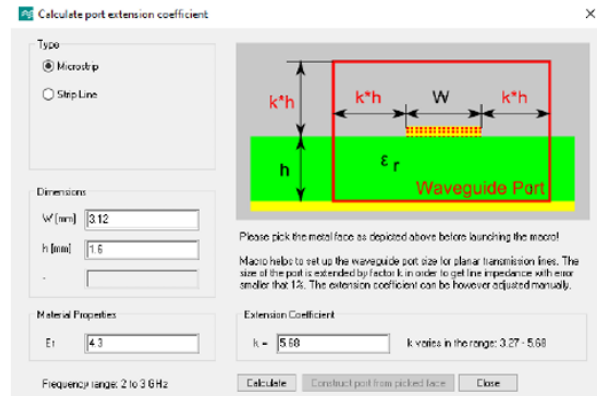 Calculate port extension coefficient
Type
Microstrip
Strip Line
k*h
k*h
W
k*h
h
εr
Waveguide Port
Dimensions
W [mm]
3.12
h [mm]
1.6
-
Please pick the metal face as depicted above before launching the macro!
Macro helps to set up the waveguide port size for planar transmission lines. The
size of the port is extended by factor k in order to get line impedance with error
smaller that 1%. The extension coefficient can be however adjusted manually.
Material Properties
Er
4.3
Extension Coefficient
k =
5.68
k varies in the range: 3.27 - 5.68
Frequency range: 2 to 3 GHz
Calculate
Construct port from picked face
Close